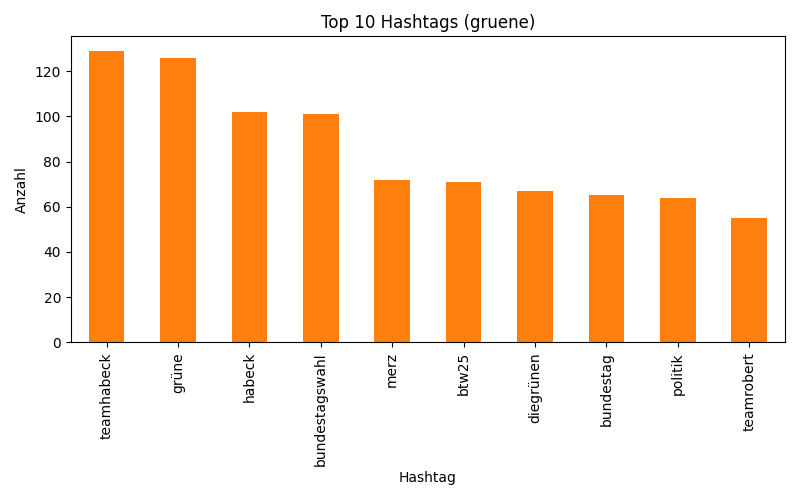 Top 10 Hashtags (gruene)
Anzahl
120
100
80
60
40
20
0
teamhabeck
grüne
habeck
bundestagswahl
merz
btw25
diegrünen
bundestag
politik
teamrobert
Hashtag